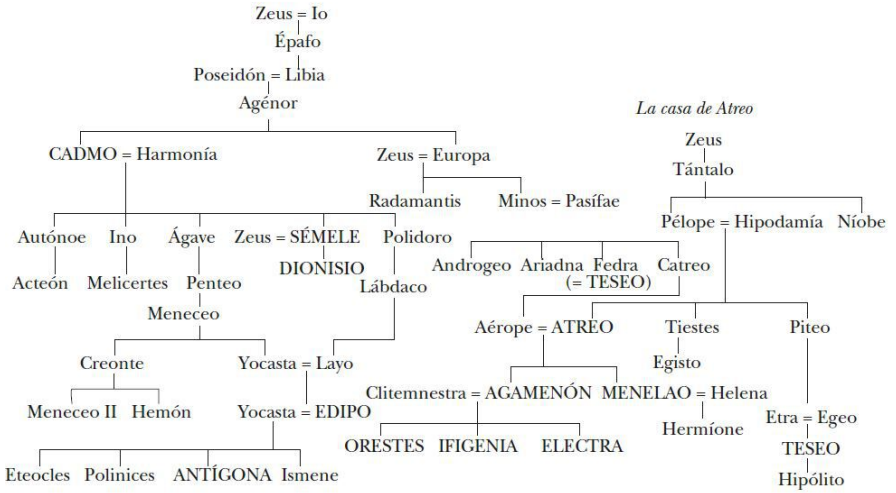 Zeus = Io
Épafo
Poseidón = Libia
Agénor
La casa de Atreo
Zeus
CADMO = Harmonía Zeus = Europa
Tántalo
Radamantis Minos = Pasífae
Pélope = Hipodamía Níobe
Autónoe Ino Ágave Zeus = SÉMELE Polidoro
Androgeo Ariadna Fedra Catreo
(= TESEO)
DIONISIO
Acteón Melicertes Penteo Lábdaco
Meneceo
Aérope = ATREO Tiestes Piteo
Creonte Yocasta = Layo
Egisto
Clitemnestra = AGAMENÓN MENELAO = Helena
Meneceo II Hemón Yocasta = EDIPO
Hermíone
Etra = Egeo
ORESTES IFIGENIA ELECTRA
TESEO
Eteocles Polinices ANTÍGONA Ismene
Hipólito